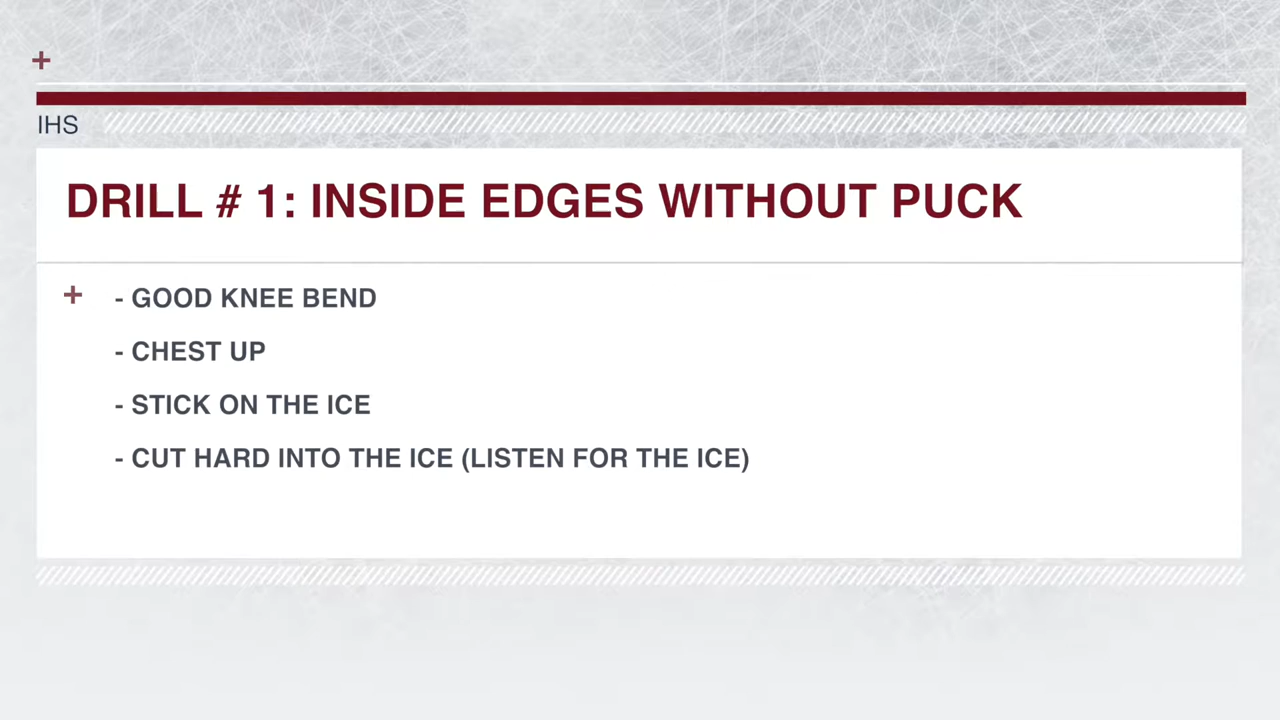 IHS
DRILL # 1: INSIDE EDGES WITHOUT PUCK
- GOOD KNEE BEND
- CHEST UP
- STICK ON THE ICE
- CUT HARD INTO THE ICE (LISTEN FOR THE ICE)